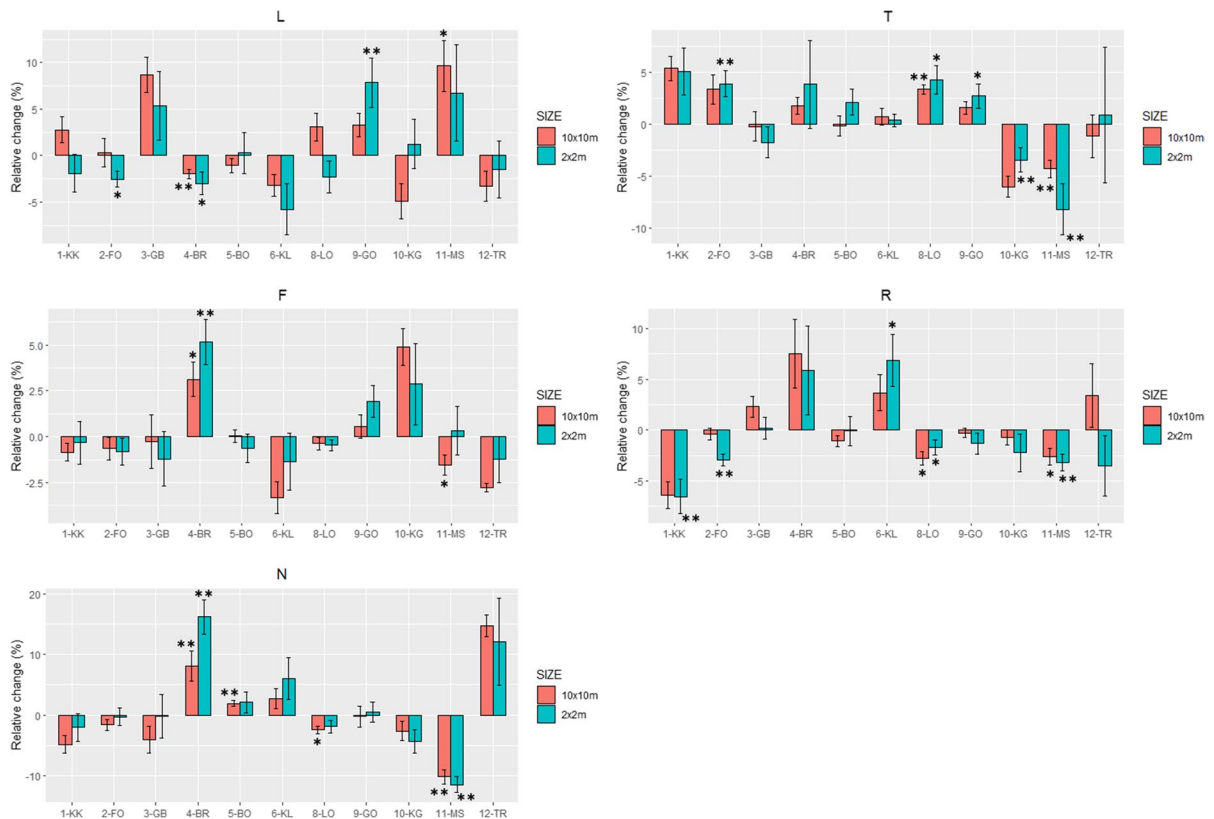 L
Relative change (%)
10
5
0
-5
* ** * ** *
1-KK 2-FO 3-GB 4-BR 5-BO 6-KL 8-LO 9-GO 10-KG 11-MS 12-TR
SIZE
10x10m
2x2m
T
Relative change (%)
5
0
-5
-10
** ** * * ** ** **
1-KK 2-FO 3-GB 4-BR 5-BO 6-KL 8-LO 9-GO 10-KG 11-MS 12-TR
SIZE
10x10m
2x2m
F
Relative change (%)
5.0
2.5
0.0
-2.5
* ** *
1-KK 2-FO 3-GB 4-BR 5-BO 6-KL 8-LO 9-GO 10-KG 11-MS 12-TR
SIZE
10x10m
2x2m
R
Relative change (%)
10
5
0
-5
** ** * * * * **
1-KK 2-FO 3-GB 4-BR 5-BO 6-KL 8-LO 9-GO 10-KG 11-MS 12-TR
SIZE
10x10m
2x2m
N
Relative change (%)
20
10
0
-10
** ** ** * ** **
1-KK 2-FO 3-GB 4-BR 5-BO 6-KL 8-LO 9-GO 10-KG 11-MS 12-TR
SIZE
10x10m
2x2m